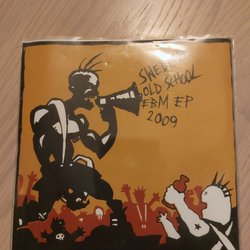 SWEDISH
OLD SCHOOL
EBM EP
2009